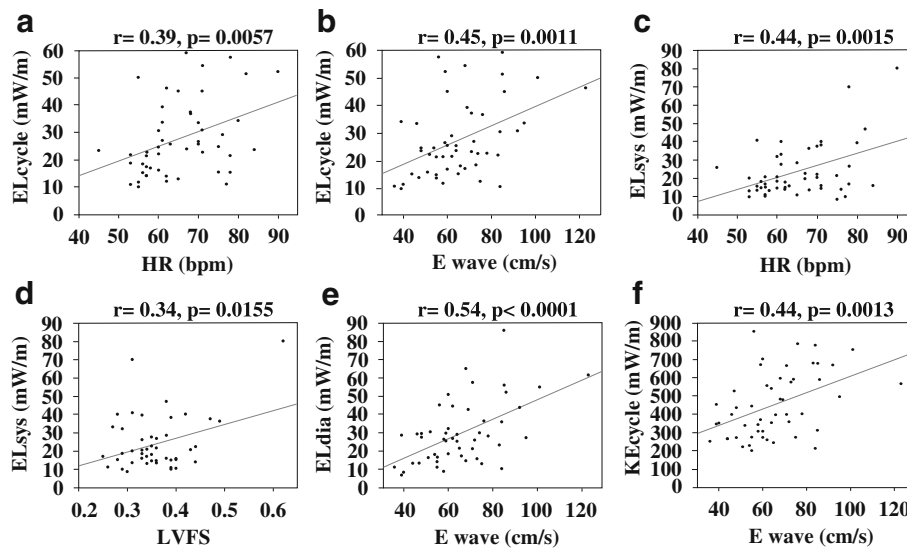 a
r= 0.39, p= 0.0057
ELcycle (mW/m)
60
50
40
30
20
10
0
40 50 60 70 80 90
HR (bpm)
b
r= 0.45, p= 0.0011
ELcycle (mW/m)
60
50
40
30
20
10
0
40 60 80 100 120
E wave (cm/s)
c
r= 0.44, p= 0.0015
ELsys (mW/m)
90
80
70
60
50
40
30
20
10
0
40 50 60 70 80 90
HR (bpm)
d
r= 0.34, p= 0.0155
ELsys (mW/m)
90
80
70
60
50
40
30
20
10
0
0.2 0.3 0.4 0.5 0.6
LVFS
e
r= 0.54, p< 0.0001
ELdia (mW/m)
90
80
70
60
50
40
30
20
10
0
40 60 80 100 120
E wave (cm/s)
f
r= 0.44, p= 0.0013
KEcycle (mW/m)
900
800
700
600
500
400
300
200
100
0
40 60 80 100 120
E wave (cm/s)